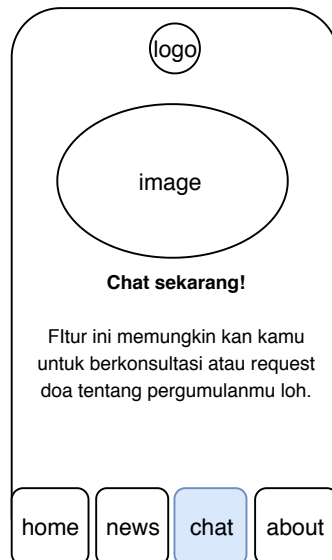 logo
image
Chat sekarang!
FItur ini memungkin kan kamu
untuk berkonsultasi atau request
doa tentang pergumulanmu loh.
home news chat about